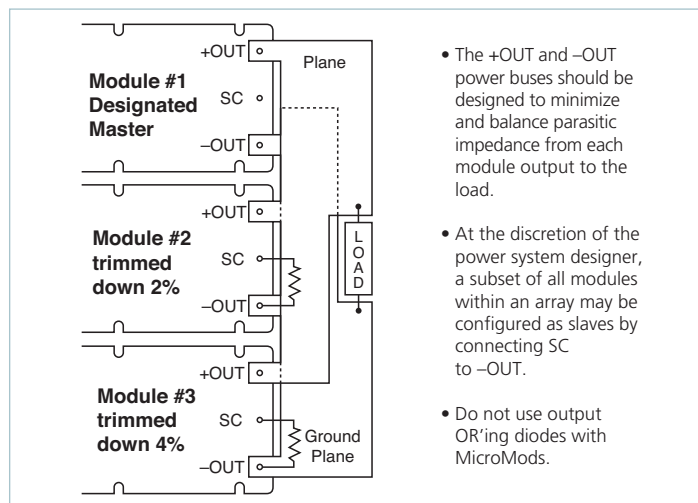 +OUT
Plane
Module #1
Designated
Master
SC
–OUT
+OUT
Module #2
trimmed
down 2%
SC
–OUT
LOAD
+OUT
Module #3
trimmed
down 4%
SC
Ground
Plane
–OUT
• The +OUT and –OUT
power buses should be
designed to minimize
and balance parasitic
impedance from each
module output to the
load.
• At the discretion of the
power system designer,
a subset of all modules
within an array may be
configured as slaves by
connecting SC
to –OUT.
• Do not use output
OR'ing diodes with
MicroMods.